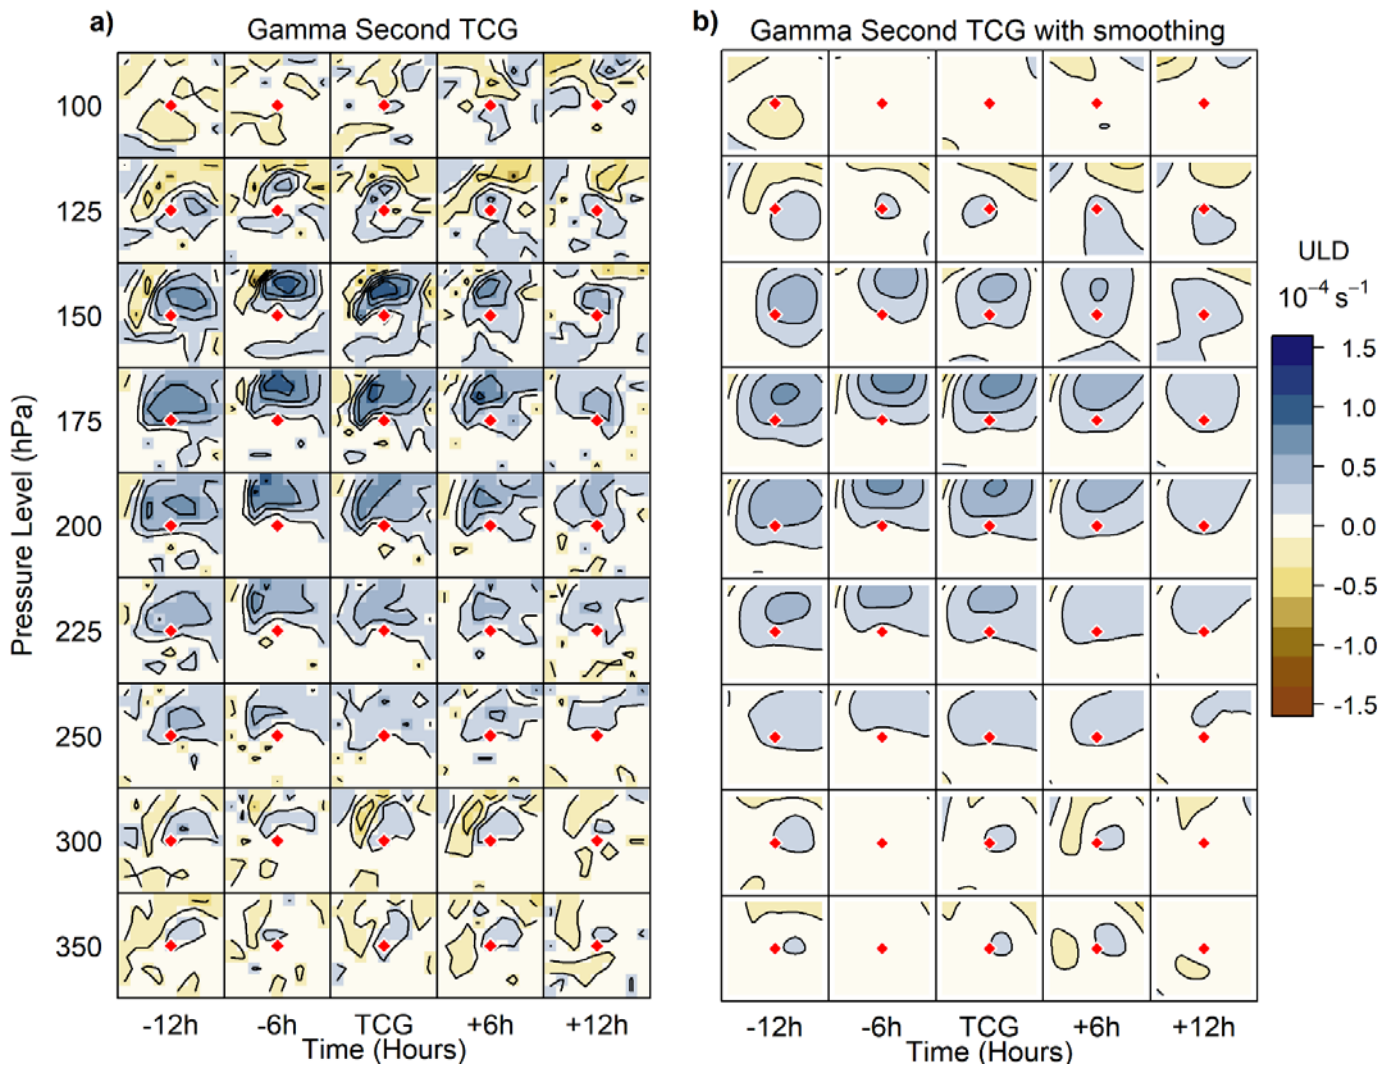 a) Gamma Second TCG
b) Gamma Second TCG with smoothing
Pressure Level (hPa)
100
125
150
175
200
225
250
300
350
-12h -6h TCG +6h +12h
Time (Hours)
-12h -6h TCG +6h +12h
Time (Hours)
ULD
10⁻⁴ s⁻¹
1.5
1.0
0.5
0.0
-0.5
-1.0
-1.5